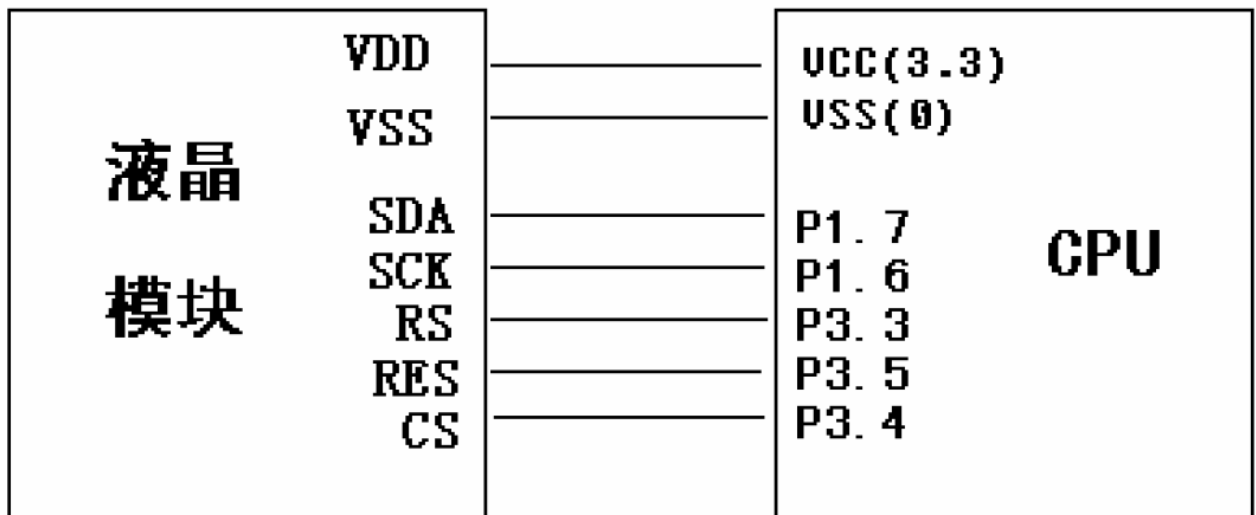 VDD VCC(3.3)
VSS VSS(0)
液晶
模块
SDA P1.7
SCK P1.6
RS P3.3
RES P3.5
CS P3.4
CPU